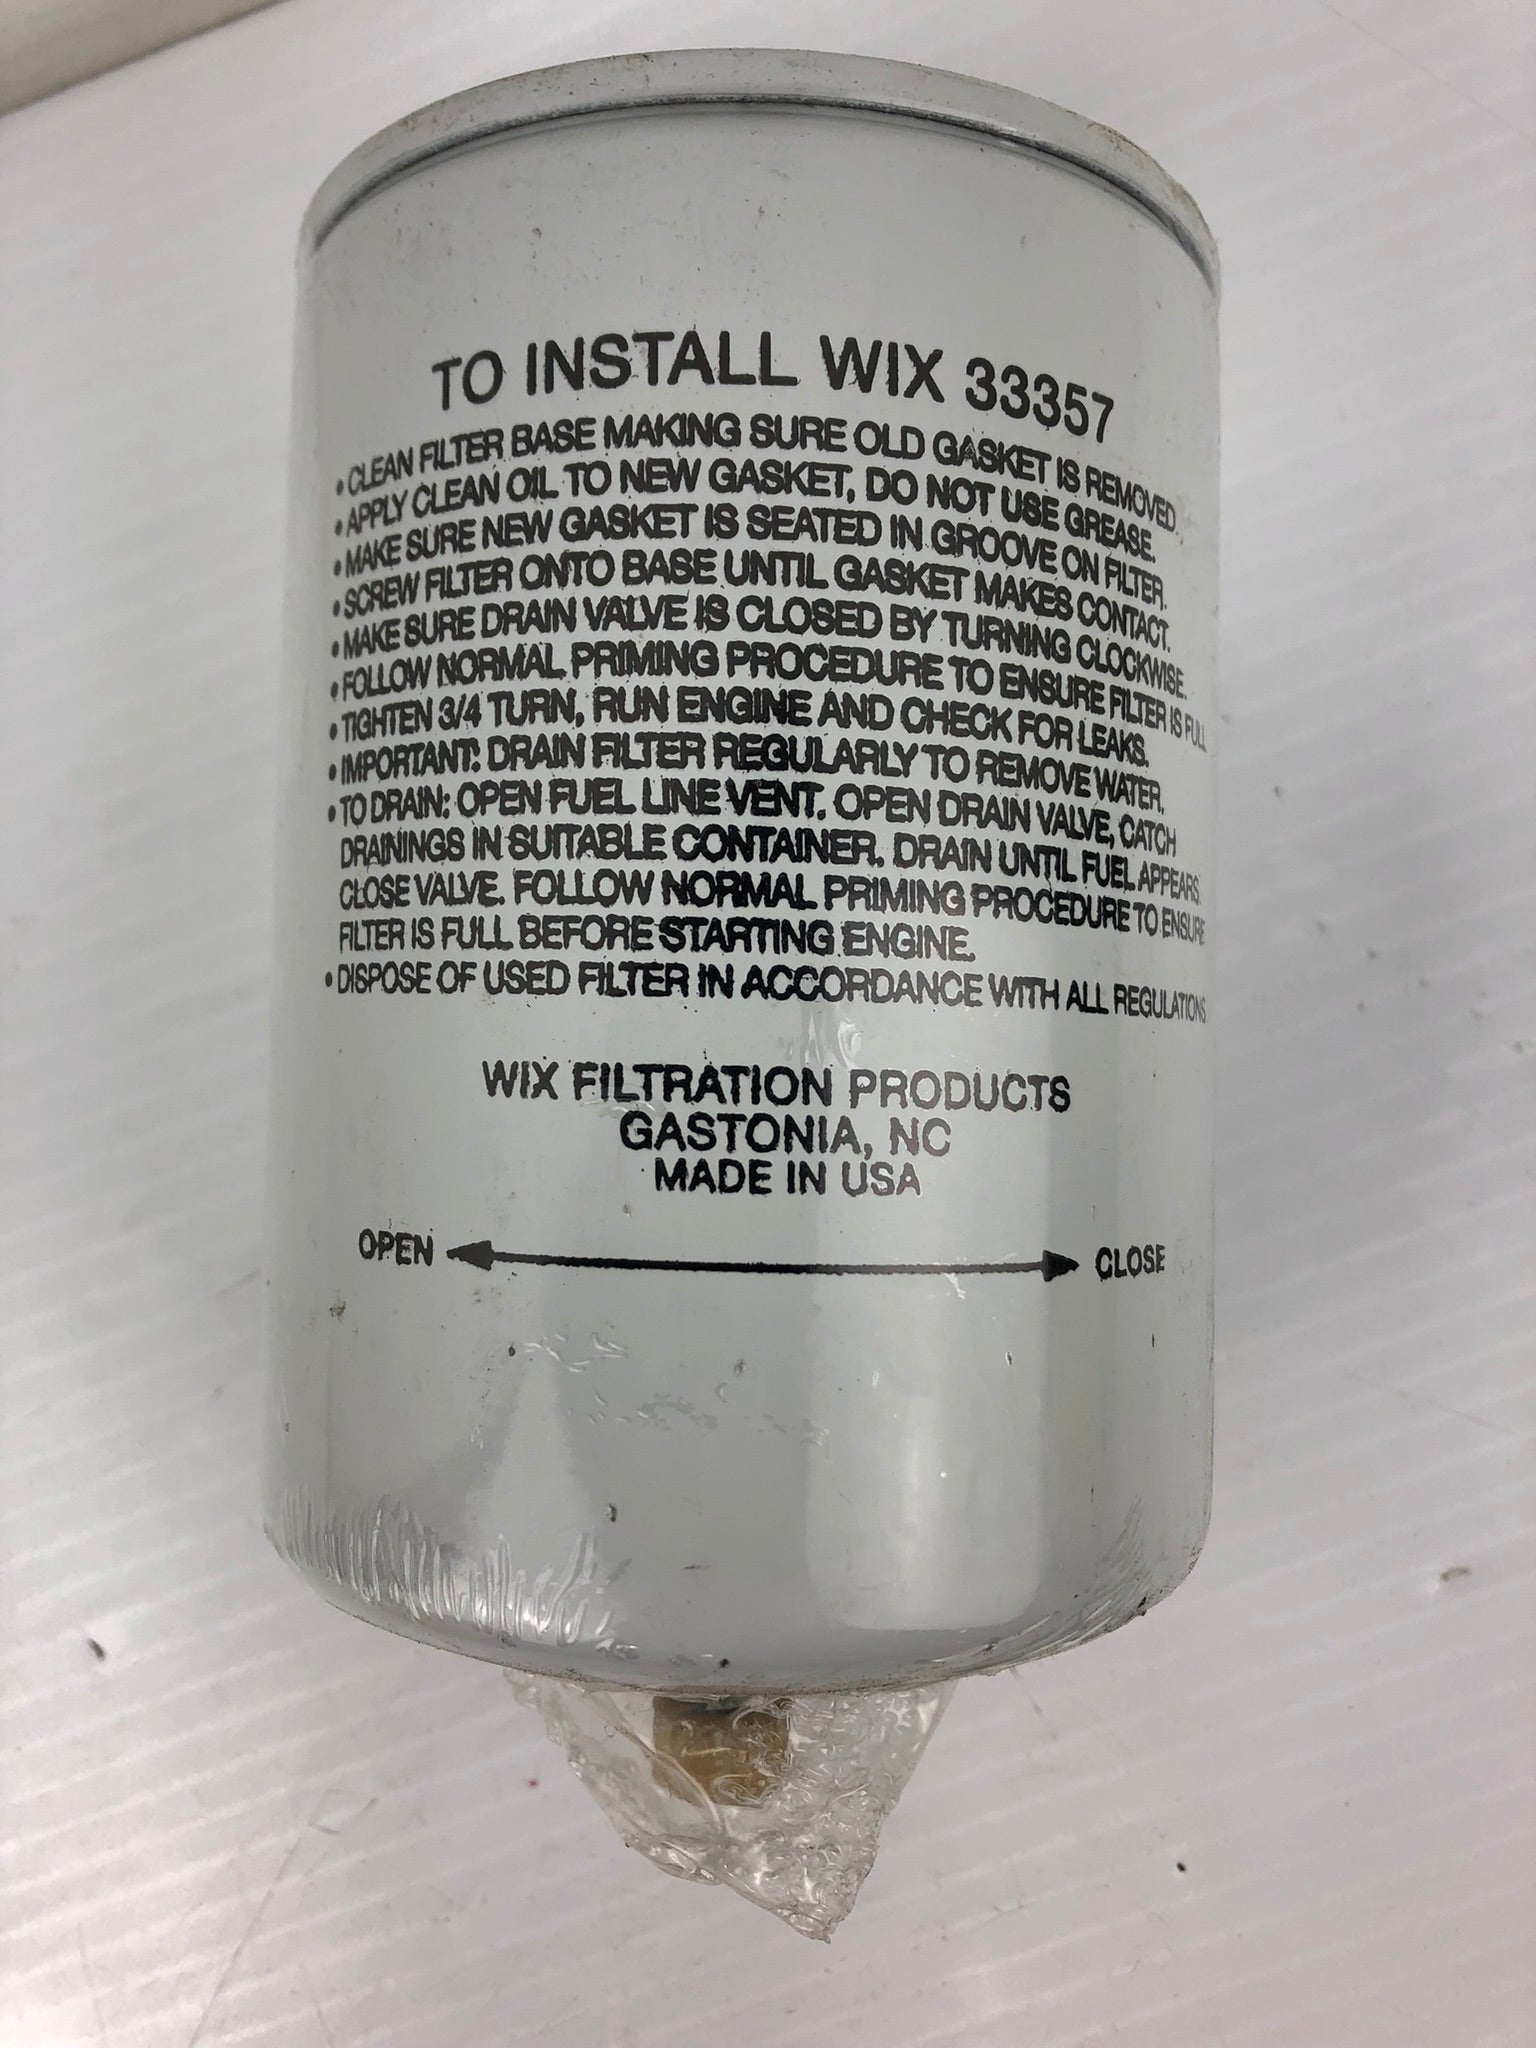 TO INSTALL WIX 33357
• CLEAN FILTER BASE MAKING SURE OLD GASKET IS REMOVED.
• APPLY CLEAN OIL TO NEW GASKET, DO NOT USE GREASE.
• MAKE SURE NEW GASKET IS SEATED IN GROOVE ON FILTER.
• SCREW FILTER ONTO BASE UNTIL GASKET MAKES CONTACT.
• MAKE SURE DRAIN VALVE IS CLOSED BY TURNING CLOCKWISE.
• FOLLOW NORMAL PRIMING PROCEDURE TO ENSURE FILTER IS FULL
• TIGHTEN 3/4 TURN, RUN ENGINE AND CHECK FOR LEAKS.
• IMPORTANT: DRAIN FILTER REGULARLY TO REMOVE WATER.
• TO DRAIN: OPEN FUEL LINE VENT. OPEN DRAIN VALVE, CATCH
DRAININGS IN SUITABLE CONTAINER. DRAIN UNTIL FUEL APPEARS.
CLOSE VALVE. FOLLOW NORMAL PRIMING PROCEDURE TO ENSURE
FILTER IS FULL BEFORE STARTING ENGINE.
• DISPOSE OF USED FILTER IN ACCORDANCE WITH ALL REGULATIONS
WIX FILTRATION PRODUCTS
GASTONIA, NC
MADE IN USA
OPEN CLOSE